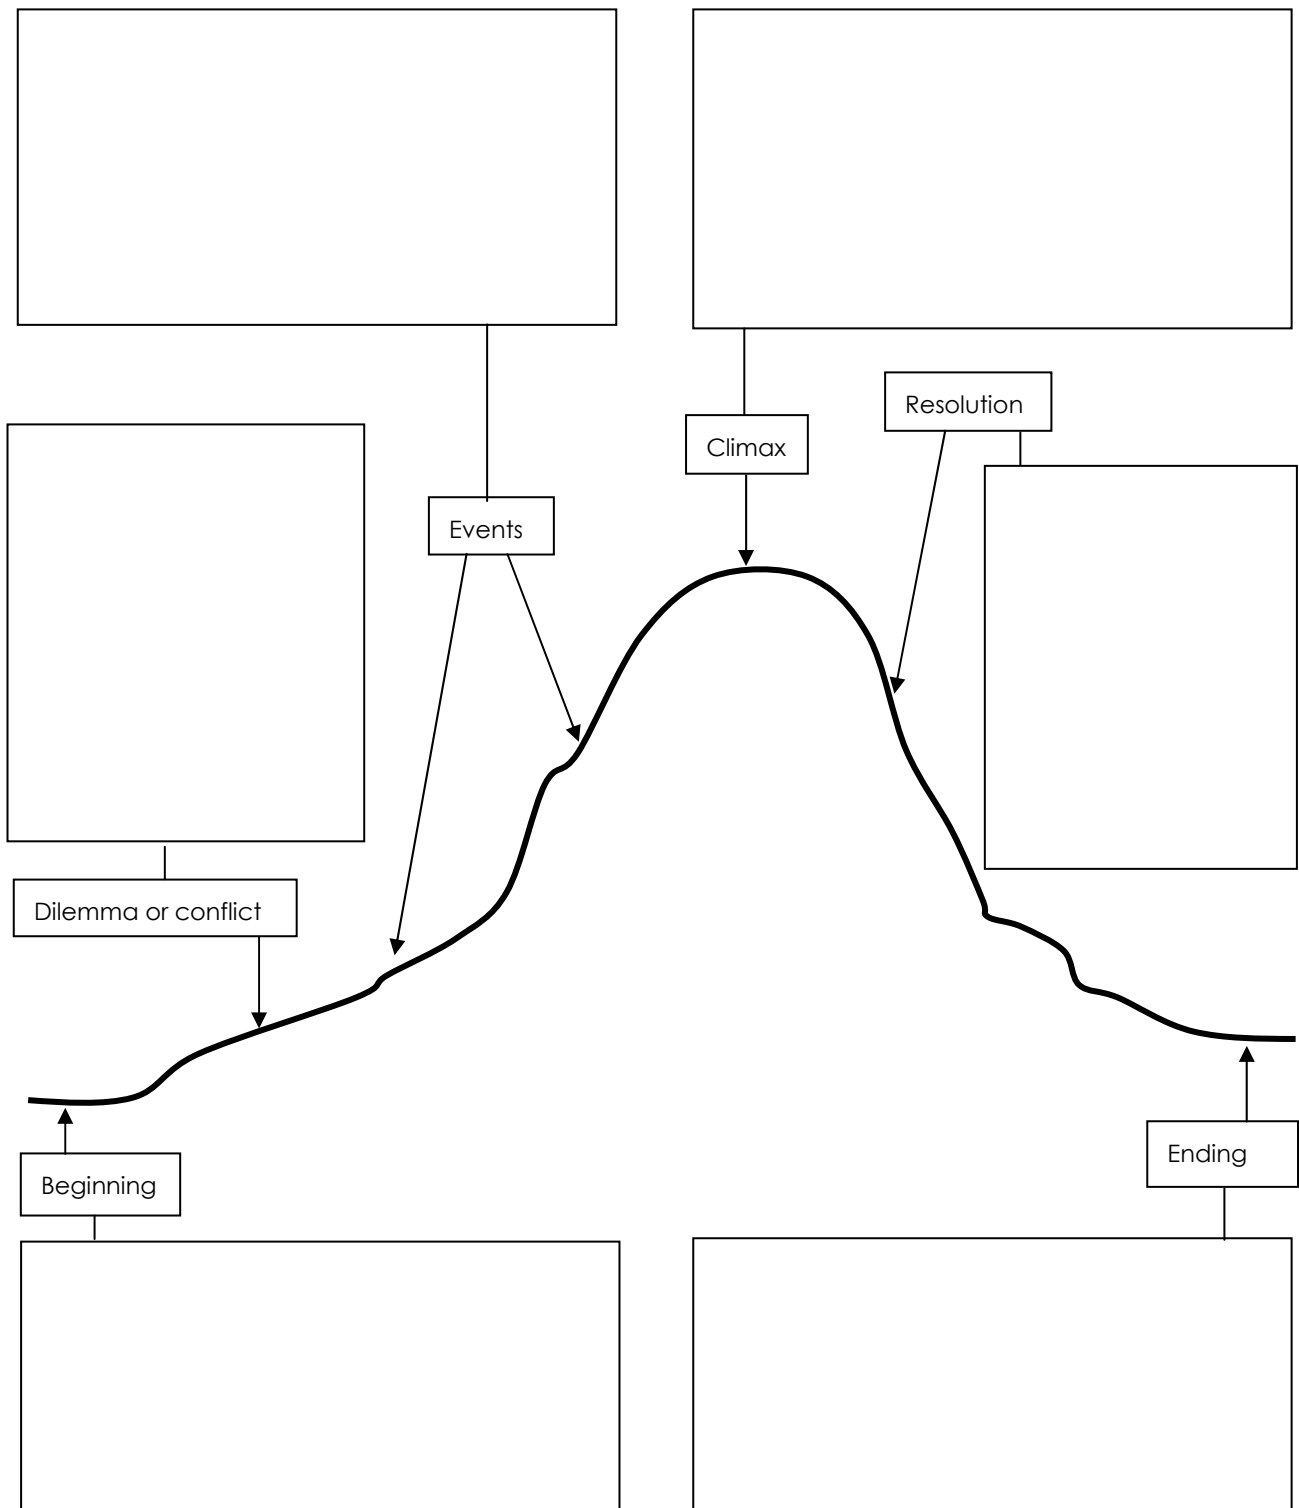 Resolution
Climax
Events
Dilemma or conflict
Ending
Beginning